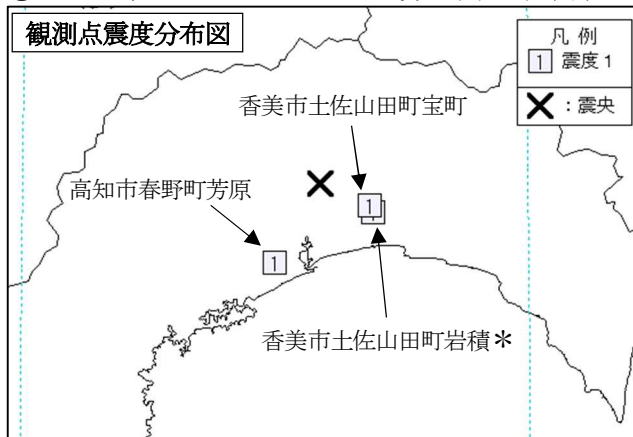 観測点震度分布図
凡 例
1 震度1
×:震央
香美市土佐山田町宝町
高知市春野町芳原
1
1
香美市土佐山田町岩積＊